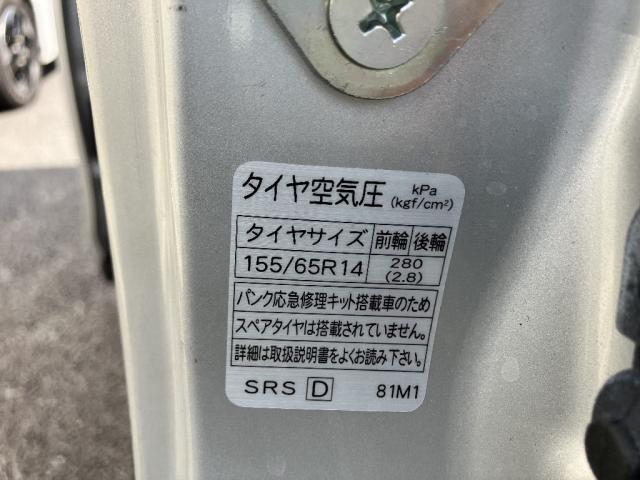 タイヤ空気圧 kPa (kgf/cm²)
タイヤサイズ 前輪 後輪
155/65R14 280 (2.8)
パンク応急修理キット搭載車のため
スペアタイヤは搭載されていません。
詳細は取扱説明書をよくお読み下さい。
SRS D 81M1